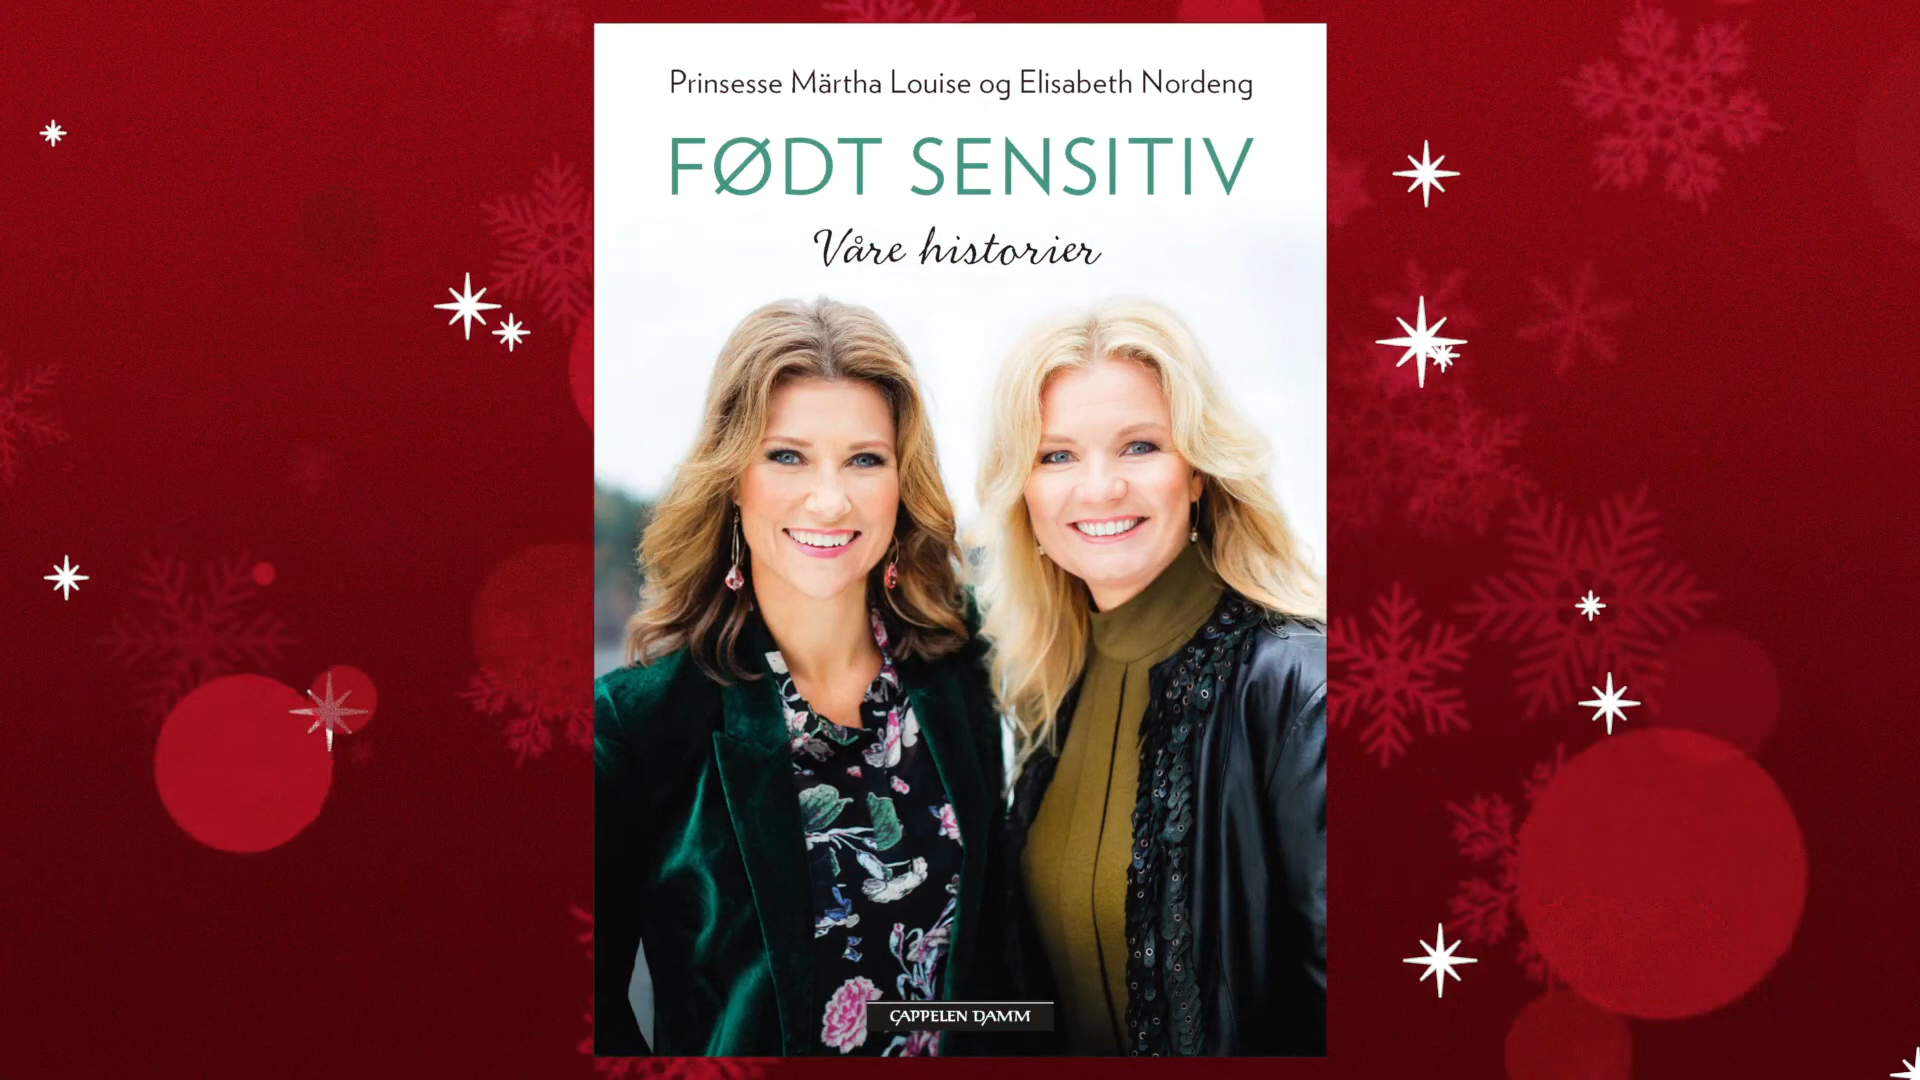 Prinsesse Märtha Louise og Elisabeth Nordeng
FØDT SENSITIV
Våre historier
CAPPELEN DAMM